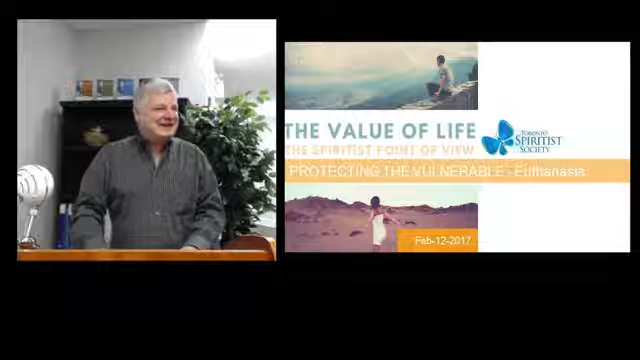 THE VALUE OF LIFE
THE SPIRITIST POINT OF VIEW
TORONTO
SPIRITIST
SOCIETY
PROTECTING THE VULNERABLE - Euthanasia
Feb-12-2017